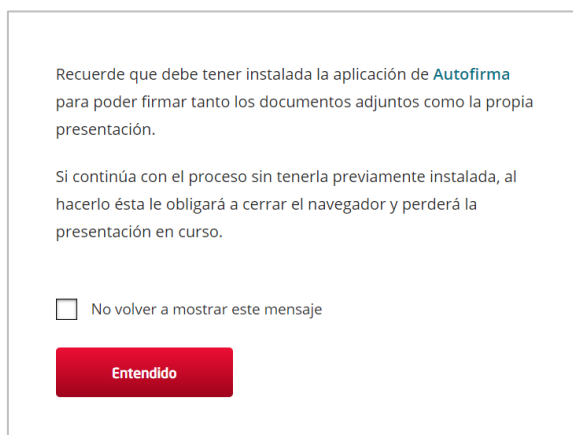 Recuerde que debe tener instalada la aplicación de Autofirma
para poder firmar tanto los documentos adjuntos como la propia
presentación.
Si continúa con el proceso sin tenerla previamente instalada, al
hacerlo ésta le obligará a cerrar el navegador y perderá la
presentación en curso.
No volver a mostrar este mensaje
Entendido